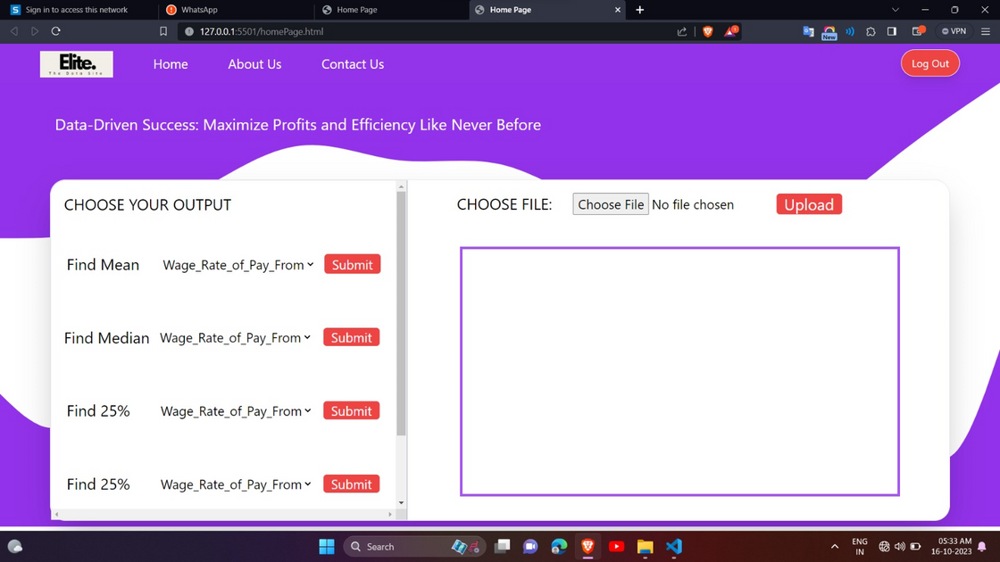 Sign in to access this network
WhatsApp
Home Page
Home Page
127.0.0.1:5501/homePage.html
New
VPN
Elite.
The Data Site
Home
About Us
Contact Us
Log Out
Data-Driven Success: Maximize Profits and Efficiency Like Never Before
CHOOSE YOUR OUTPUT
CHOOSE FILE:
Choose File
No file chosen
Upload
Find Mean
Wage_Rate_of_Pay_From
Submit
Find Median
Wage_Rate_of_Pay_From
Submit
Find 25%
Wage_Rate_of_Pay_From
Submit
Find 25%
Wage_Rate_of_Pay_From
Submit
Search
ENG
IN
05:33 AM
16-10-2023